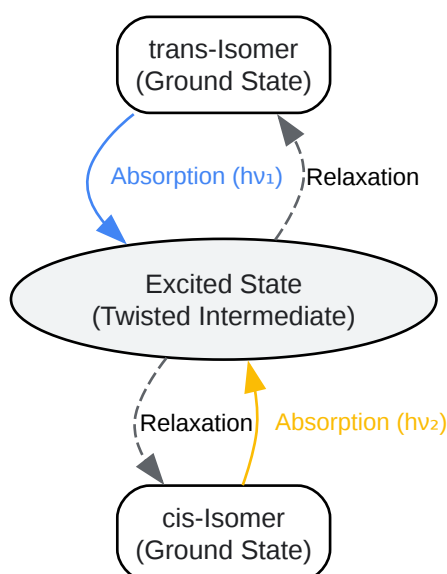 trans-Isomer
(Ground State)
Absorption (hν₁)
Relaxation
Excited State
(Twisted Intermediate)
Relaxation
Absorption (hν₂)
cis-Isomer
(Ground State)